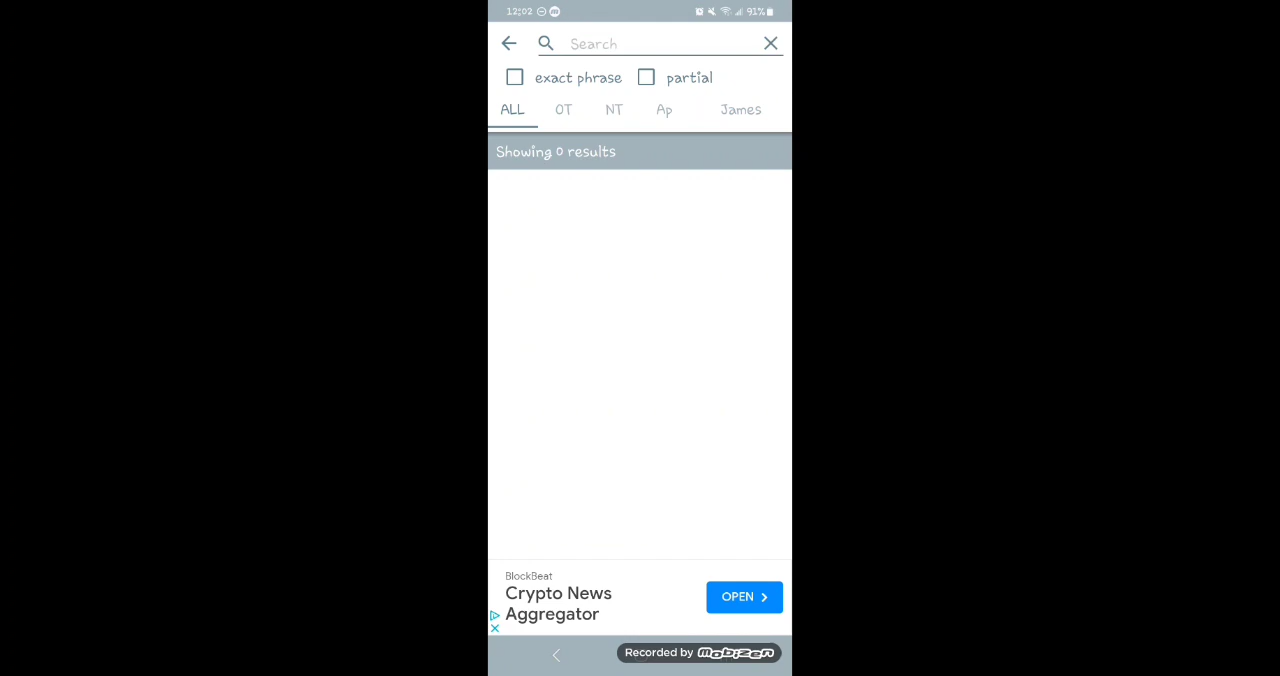 12:02 91%
Search
exact phrase partial
ALL OT NT Ap James
Showing 0 results
BlockBeat
Crypto News
Aggregator
OPEN
Recorded by mobizen